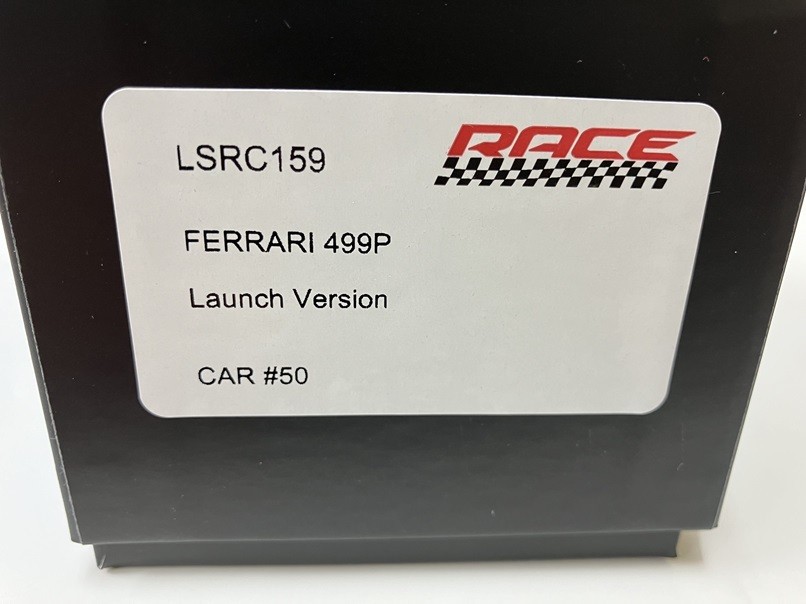 LSRC159
RACE
FERRARI 499P
Launch Version
CAR #50